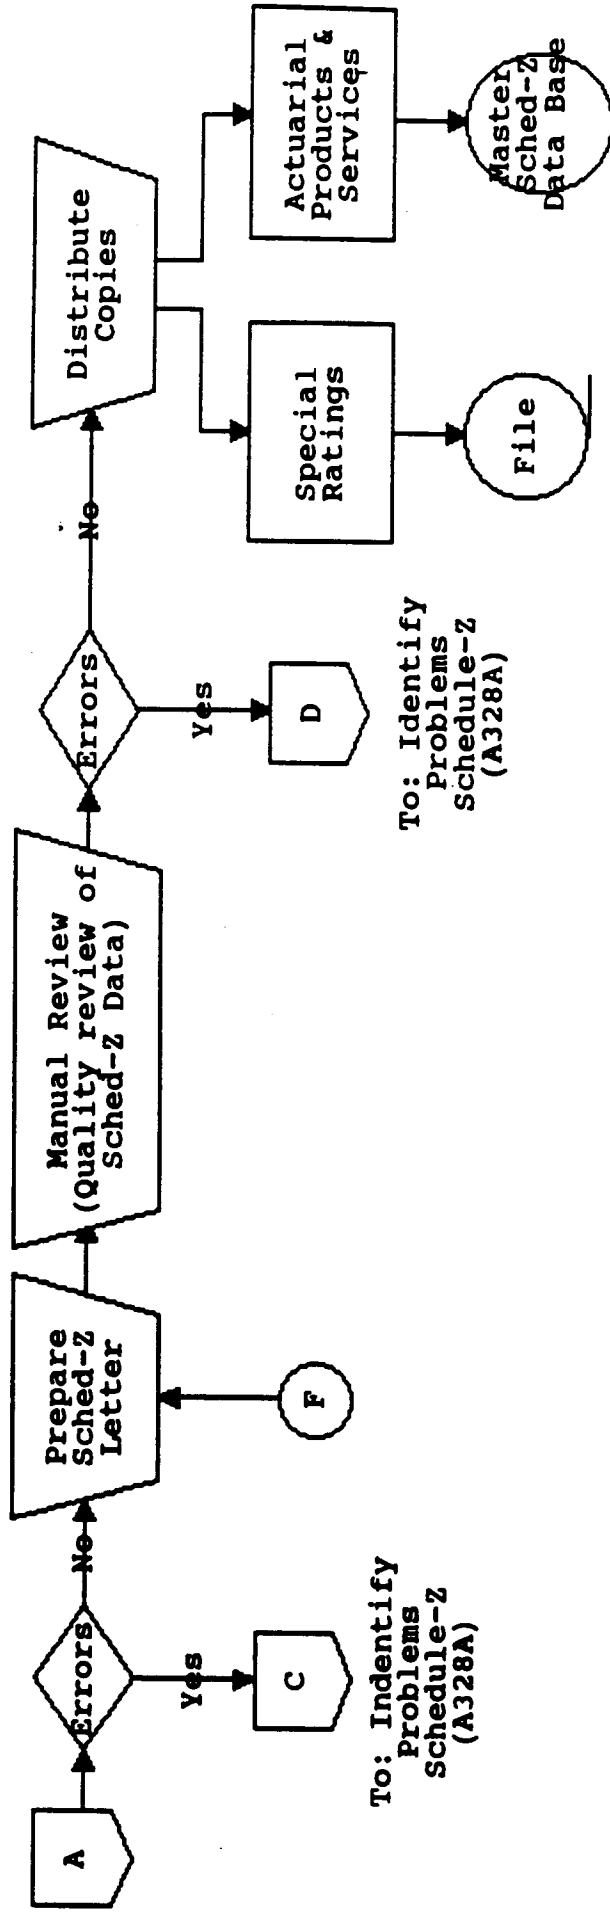 A
Errors
No
Yes
C
To: Indentify
Problems
Schedule-Z
(A328A)
Prepare
Sched-Z
Letter
F
Manual Review
(Quality review of
Sched-Z Data)
Errors
No
Yes
D
To: Identify
Problems
Schedule-Z
(A328A)
Distribute
Copies
Special
Ratings
File
Actuarial
Products &
Services
Master
Sched-Z
Data Base